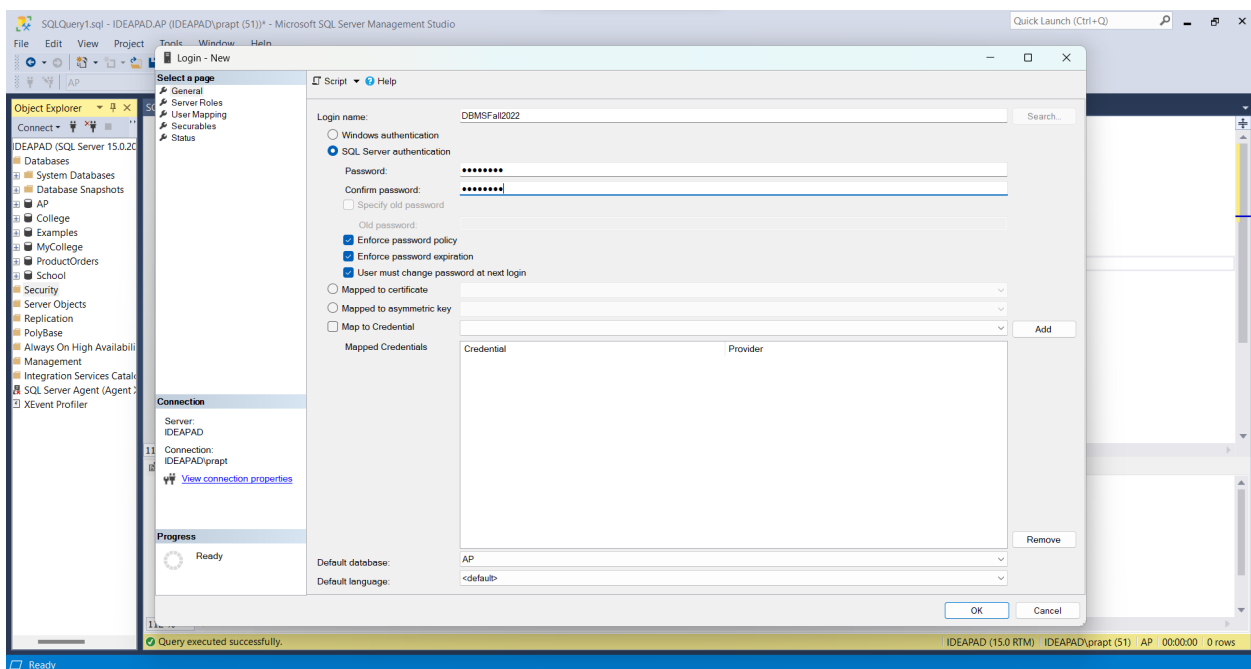 SQLQuery1.sql - IDEAPAD.AP (IDEAPAD\prapt (51))* - Microsoft SQL Server Management Studio
Quick Launch (Ctrl+Q)
File Edit View Project Tools Window Help
AP
Object Explorer
Connect
IDEAPAD (SQL Server 15.0.20
Databases
System Databases
Database Snapshots
AP
College
Examples
MyCollege
ProductOrders
School
Security
Server Objects
Replication
PolyBase
Always On High Availabili
Management
Integration Services Catal
SQL Server Agent (Agent
XEvent Profiler
Login - New
Select a page
General
Server Roles
User Mapping
Securables
Status
Connection
Server:
IDEAPAD
Connection:
IDEAPAD\prapt
View connection properties
Progress
Ready
Script Help
Login name: DBMSFall2022 Search...
Windows authentication
SQL Server authentication
Password: ●●●●●●●●
Confirm password: ●●●●●●●●
Specify old password
Old password:
Enforce password policy
Enforce password expiration
User must change password at next login
Mapped to certificate
Mapped to asymmetric key
Map to Credential Add
Mapped Credentials Credential Provider
Remove
Default database: AP
Default language: <default>
OK Cancel
Query executed successfully. IDEAPAD (15.0 RTM) IDEAPAD\prapt (51) AP 00:00:00 0 rows
Ready